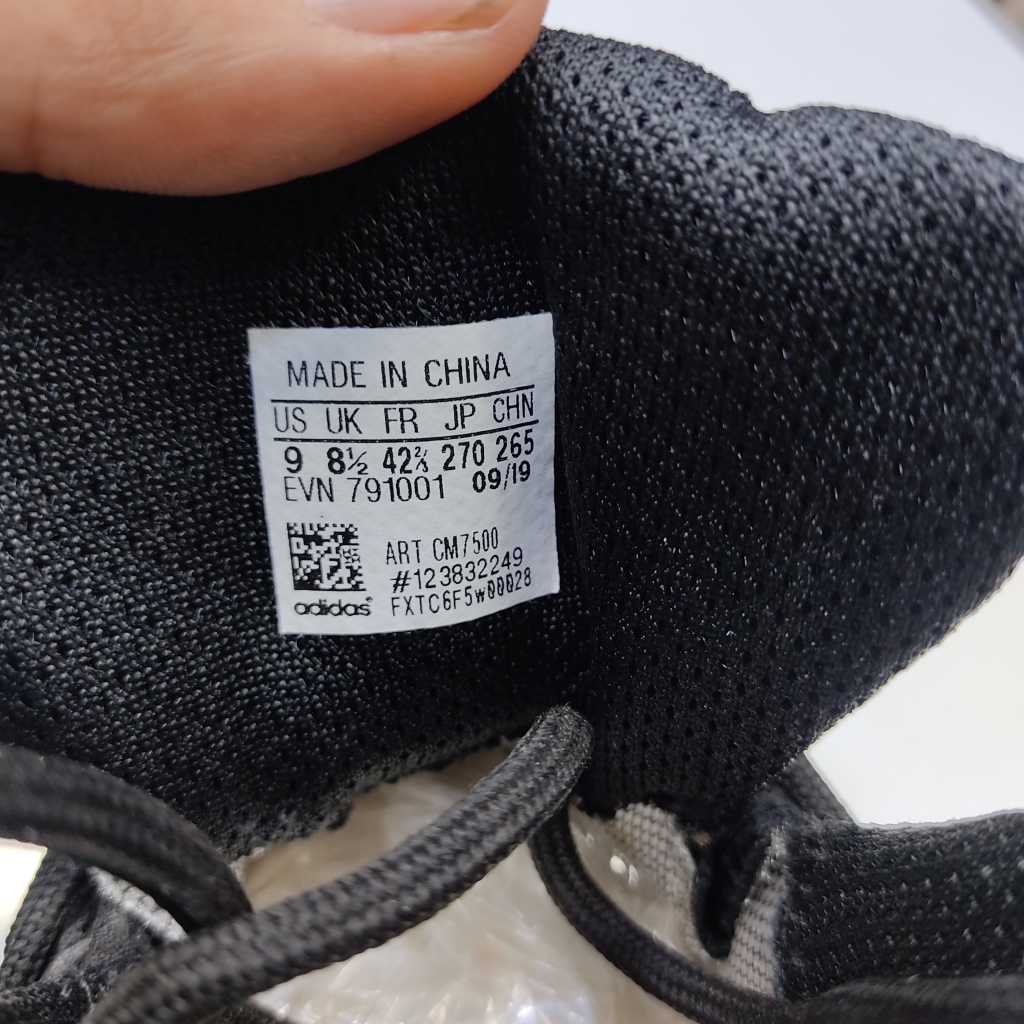 MADE IN CHINA
US UK FR JP CHN
9 8½ 42⅔ 270 265
EVN 791001 09/19
ART CM7500
#123832249
adidas® FXTC6F5W00028